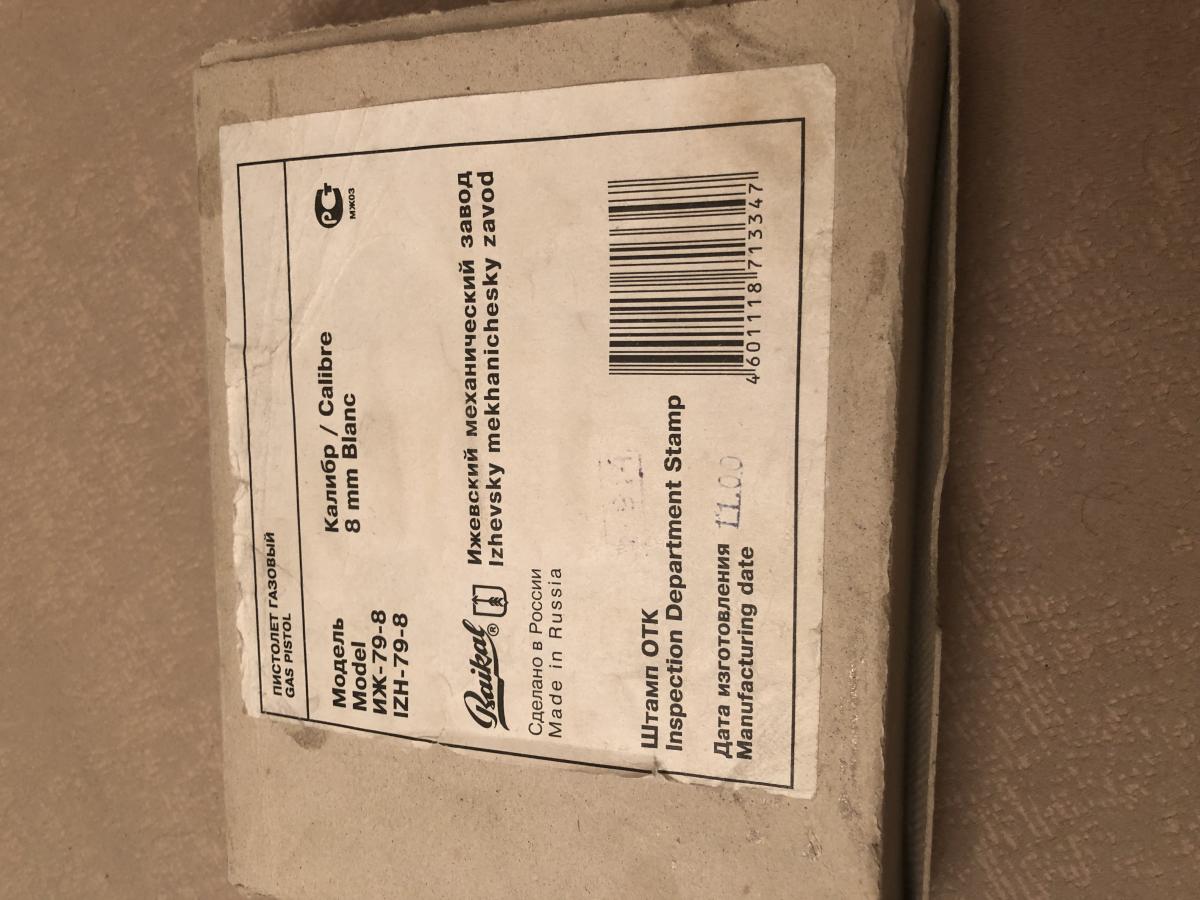 ПИСТОЛЕТ ГАЗОВЫЙ
GAS PISTOL
Модель
Model
ИЖ-79-8
IZH-79-8
Калибр / Calibre
8 mm Blanc
РСТ
МЖ03
Baikal ®
Ижевский механический завод
Izhevsky mekhanichesky zavod
Сделано в России
Made in Russia
Штамп ОТК
Inspection Department Stamp
Дата изготовления 11.00
Manufacturing date
4 601118 713347